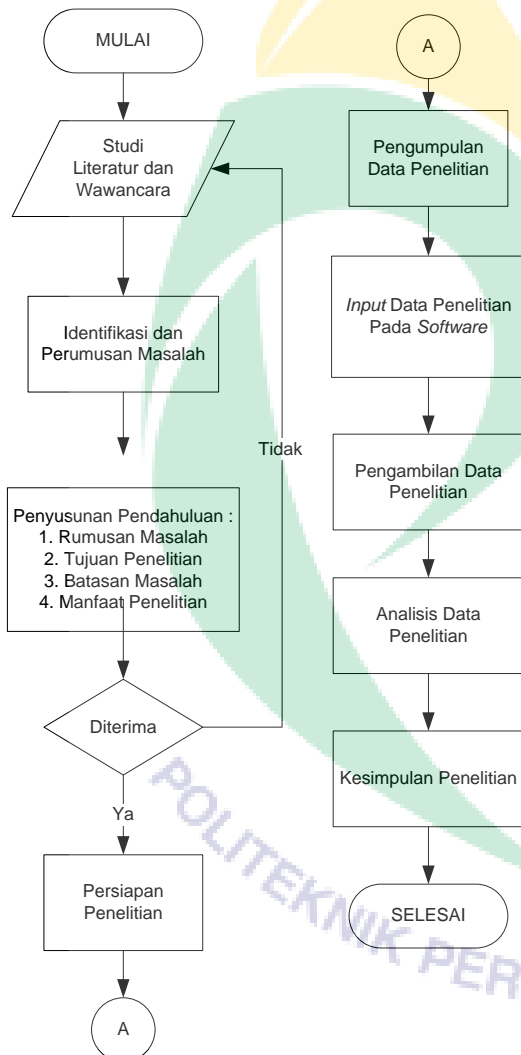 MULAI
Studi
Literatur dan
Wawancara
Identifikasi dan
Perumusan Masalah
Penyusunan Pendahuluan :
1. Rumusan Masalah
2. Tujuan Penelitian
3. Batasan Masalah
4. Manfaat Penelitian
Diterima
Tidak
Ya
Persiapan
Penelitian
A
A
Pengumpulan
Data Penelitian
Input Data Penelitian
Pada Software
Pengambilan Data
Penelitian
Analisis Data
Penelitian
Kesimpulan Penelitian
SELESAI
POLITEKNIK PER